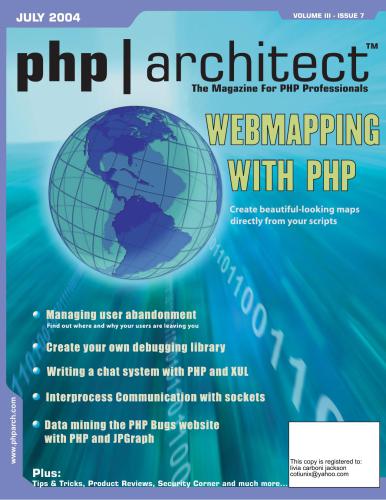 JULY 2004
VOLUME III - ISSUE 7
php | architect™
The Magazine For PHP Professionals
WEBMAPPING
WITH PHP
Create beautiful-looking maps
directly from your scripts
Managing user abandonment
Find out where and why your users are leaving you
Create your own debugging library
Writing a chat system with PHP and XUL
Interprocess Communication with sockets
Data mining the PHP Bugs website
with PHP and JPGraph
www.phparch.com
This copy is registered to:
livia carboni jackson
cotiunix@yahoo.com
Plus:
Tips & Tricks, Product Reviews, Security Corner and much more...